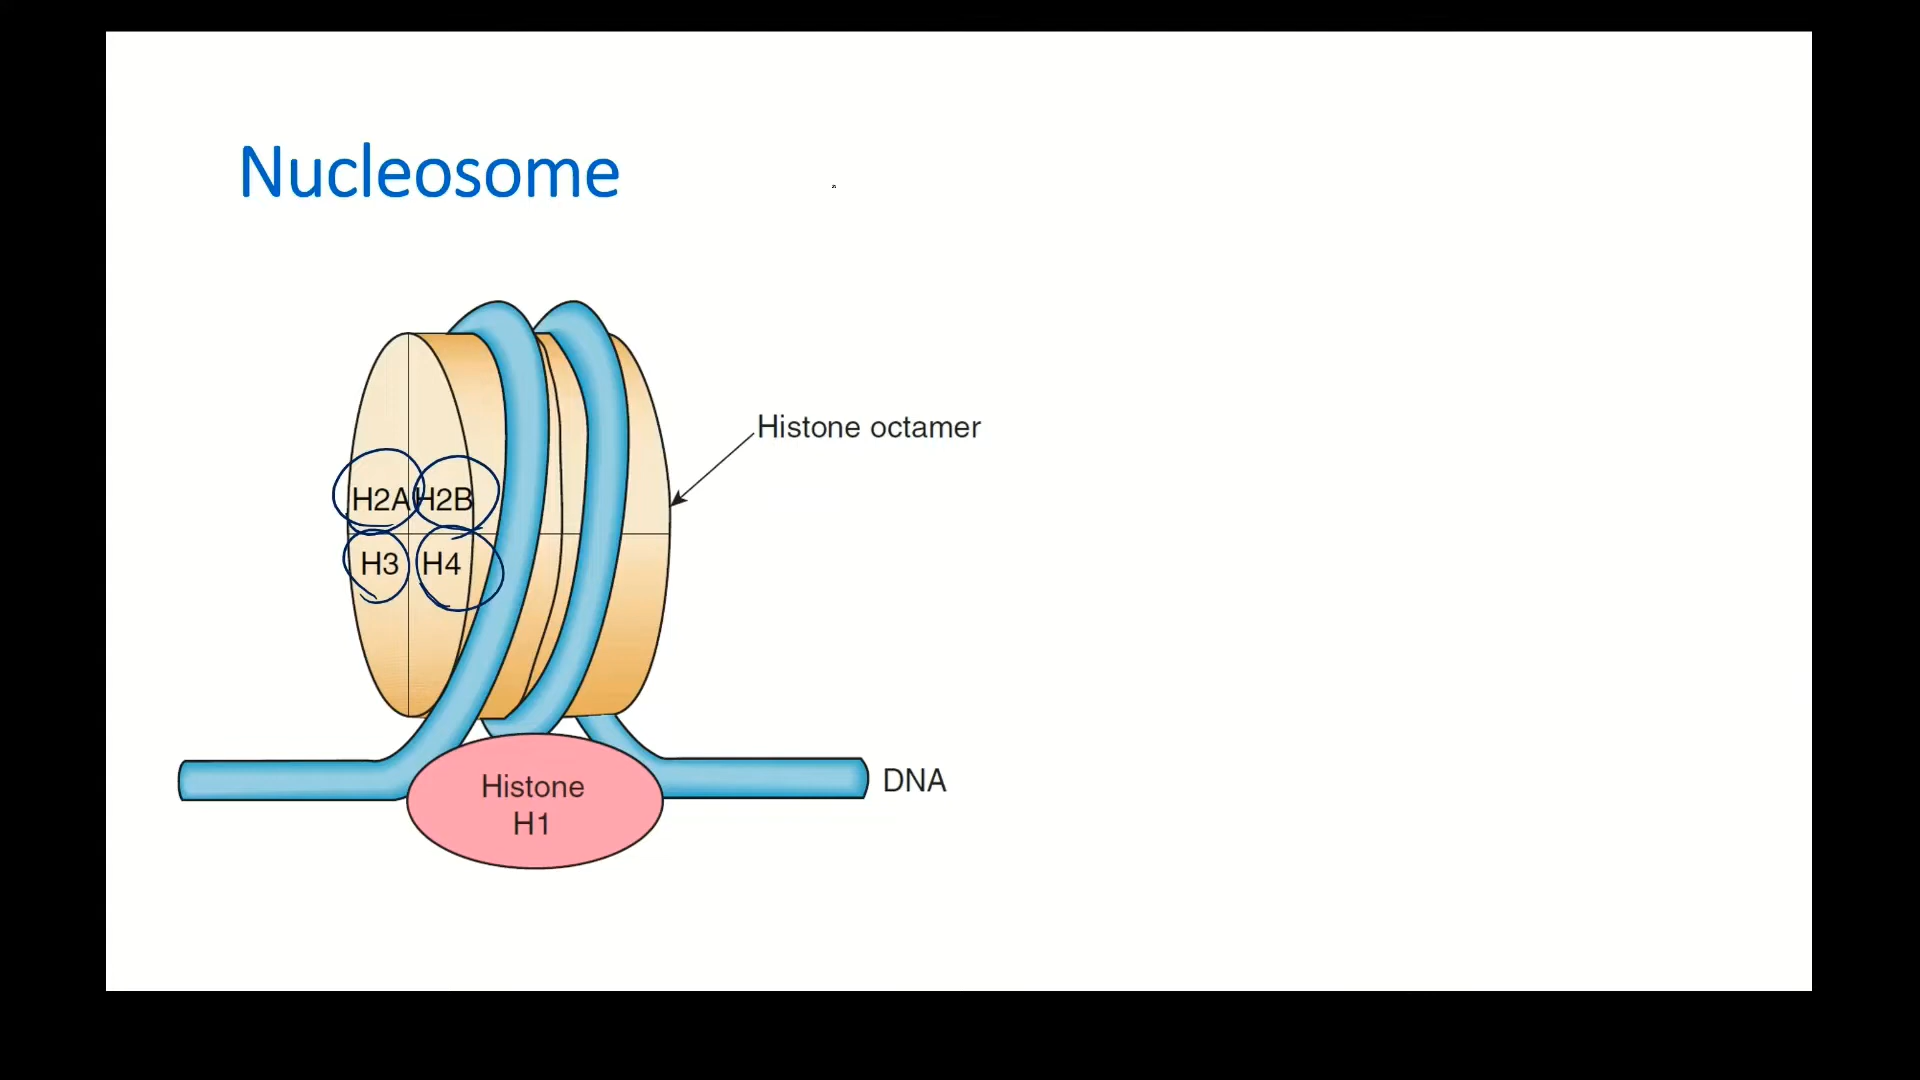 Nucleosome
Histone octamer
H2A H2B
H3 H4
DNA
Histone
H1